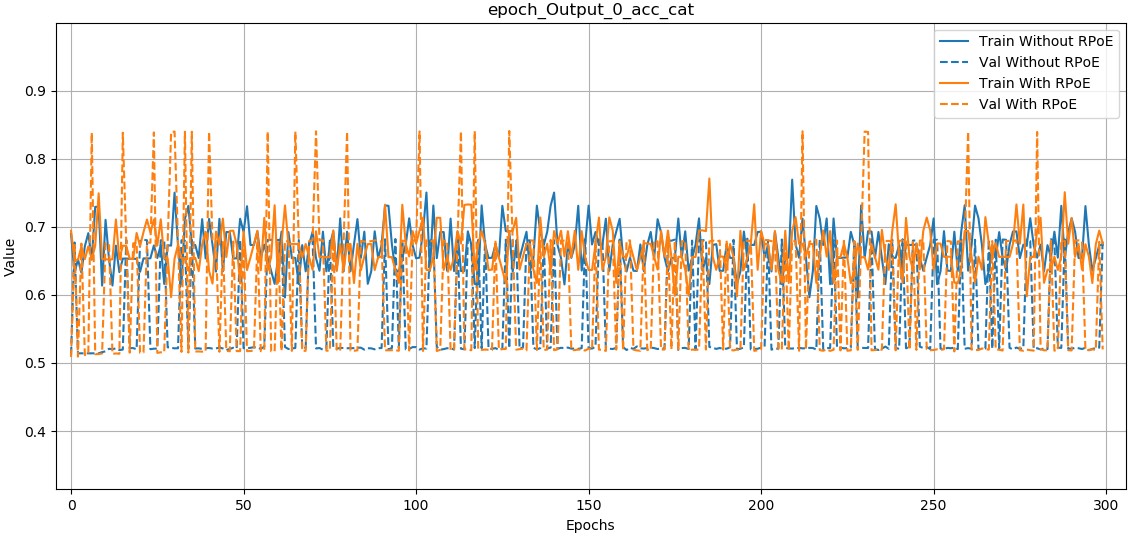 epoch_Output_0_acc_cat
Train Without RPoE
Val Without RPoE
Train With RPoE
Val With RPoE
Value
0.9
0.8
0.7
0.6
0.5
0.4
0 50 100 150 200 250 300
Epochs